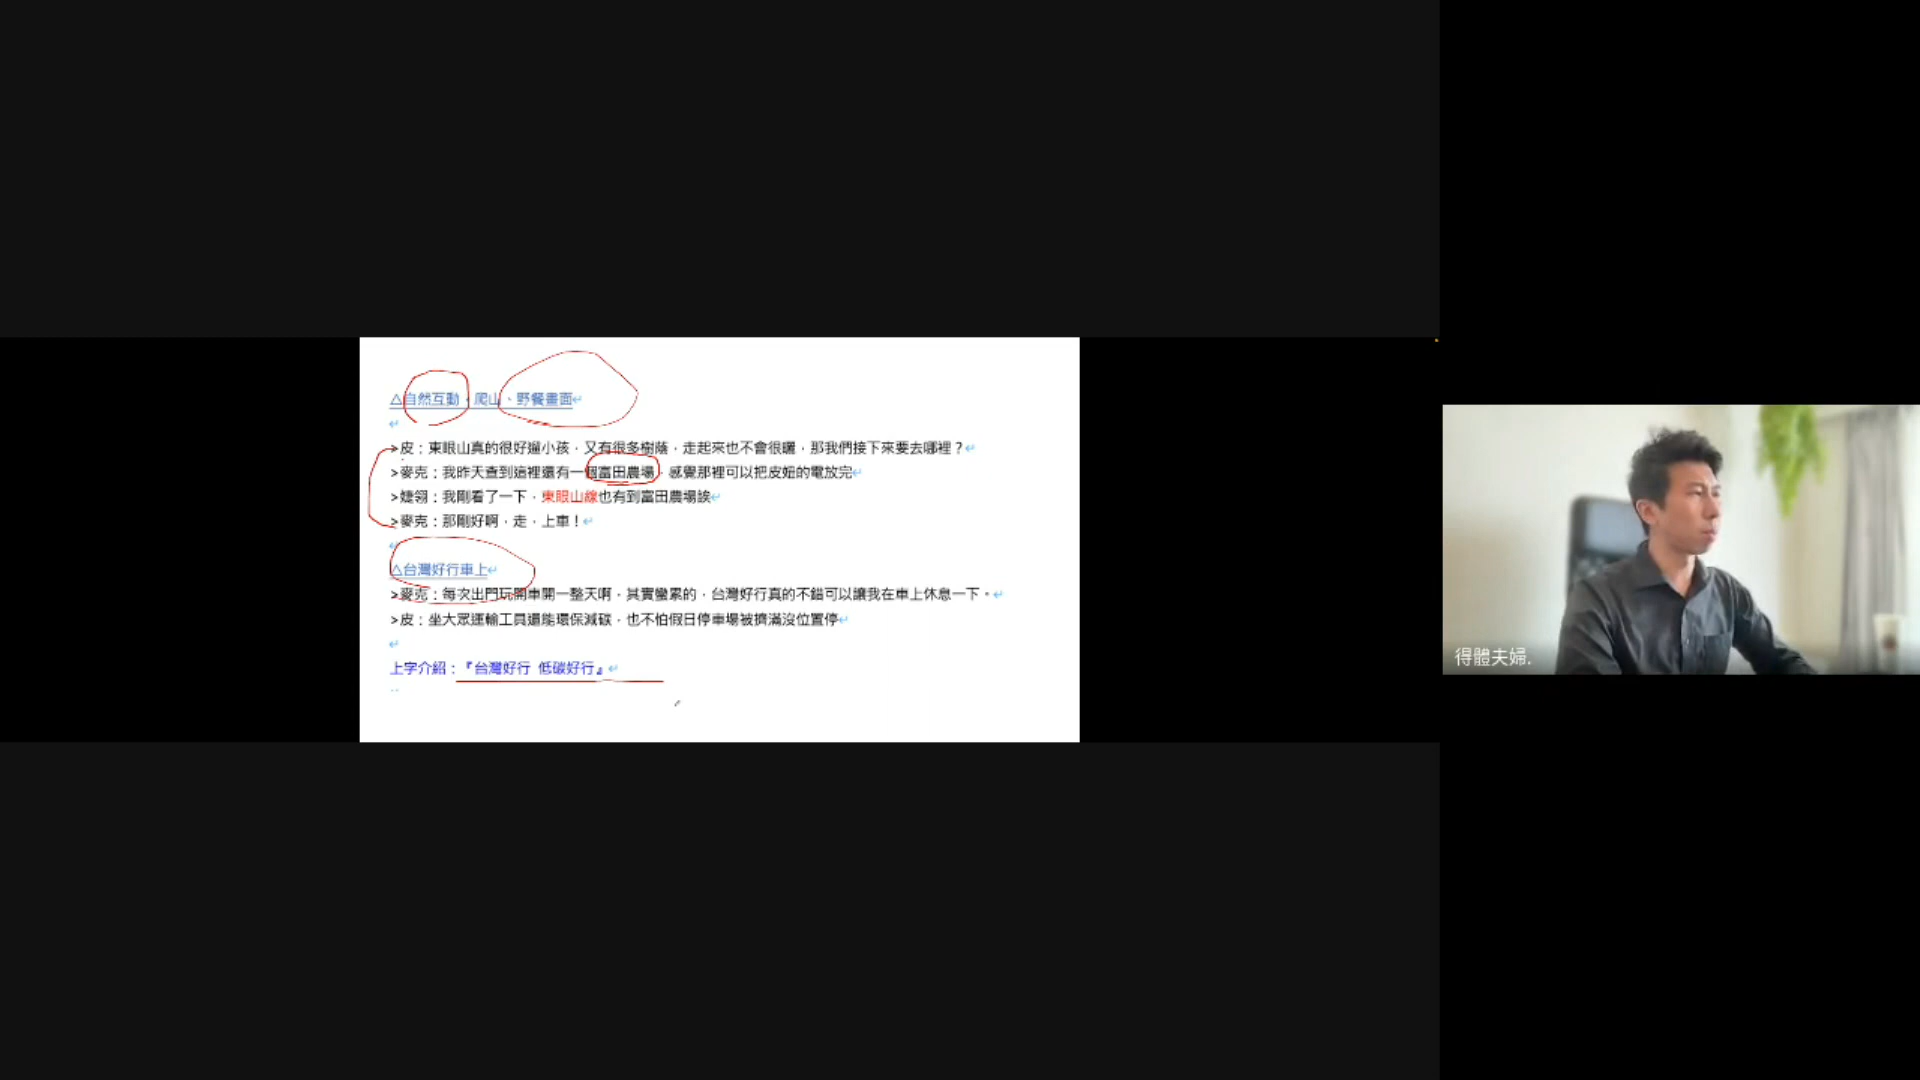 △自然互動、爬山、野餐畫面
>皮：東眼山真的很好遛小孩，又有很多樹蔭，走起來也不會很曬，那我們接下來要去哪裡？
>麥克：我昨天查到這裡還有一個富田農場，感覺那裡可以把皮妞的電放完
>婕翎：我剛看了一下，東眼山線也有到富田農場誒
>麥克：那剛好啊，走，上車！
△台灣好行車上
>麥克：每次出門玩開車開一整天啊，其實蠻累的，台灣好行真的不錯可以讓我在車上休息一下。
>皮：坐大眾運輸工具還能環保減碳，也不怕假日停車場被擠滿沒位置停
上字介紹：『台灣好行 低碳好行』
得體夫婦.